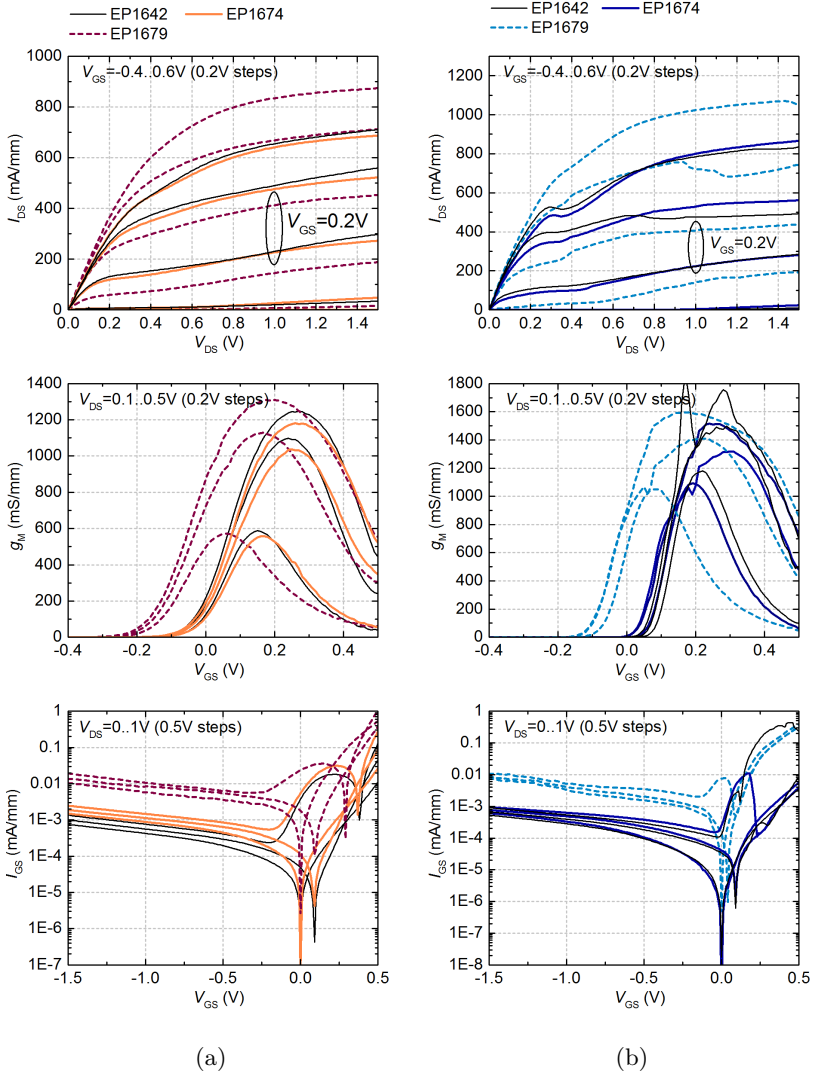 EP1642 EP1674
EP1679
V_GS=-0.4..0.6V (0.2V steps)
1000
800
600
400
200
0
I_DS (mA/mm)
V_GS=0.2V
0.0 0.2 0.4 0.6 0.8 1.0 1.2 1.4
V_DS (V)
V_DS=0.1..0.5V (0.2V steps)
1400
1200
1000
800
600
400
200
0
g_M (mS/mm)
-0.4 -0.2 0.0 0.2 0.4
V_GS (V)
V_DS=0..1V (0.5V steps)
1
0.1
0.01
1E-3
1E-4
1E-5
1E-6
1E-7
I_GS (mA/mm)
-1.5 -1.0 -0.5 0.0 0.5
V_GS (V)
(a)
EP1642 EP1674
EP1679
V_GS=-0.4..0.6V (0.2V steps)
1200
1000
800
600
400
200
0
I_DS (mA/mm)
V_GS=0.2V
0.0 0.2 0.4 0.6 0.8 1.0 1.2 1.4
V_DS (V)
V_DS=0.1..0.5V (0.2V steps)
1800
1600
1400
1200
1000
800
600
400
200
0
g_M (mS/mm)
-0.4 -0.2 0.0 0.2 0.4
V_GS (V)
V_DS=0..1V (0.5V steps)
1
0.1
0.01
1E-3
1E-4
1E-5
1E-6
1E-7
1E-8
I_GS (mA/mm)
-1.5 -1.0 -0.5 0.0 0.5
V_GS (V)
(b)